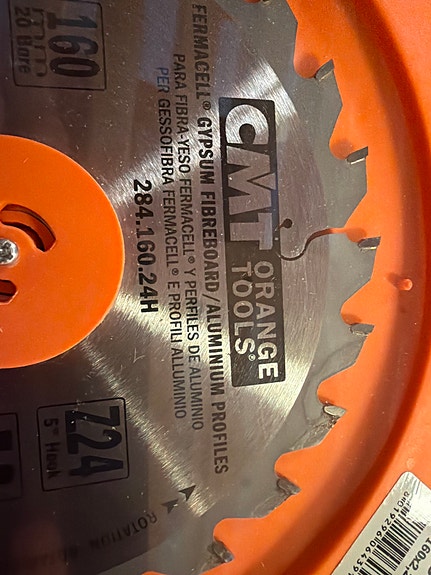 160
mm
20 Bore
FERMACELL® GYPSUM FIBREBOARD/ALUMINIUM PROFILES
PARA FIBRA-YESO FERMACELL® Y PERFILES DE ALUMINIO
PER GESSOFIBRA FERMACELL® E PROFILI ALLUMINIO
284.160.24H
CMT
ORANGE
TOOLS®
Z24
5° Hook
ROTATION